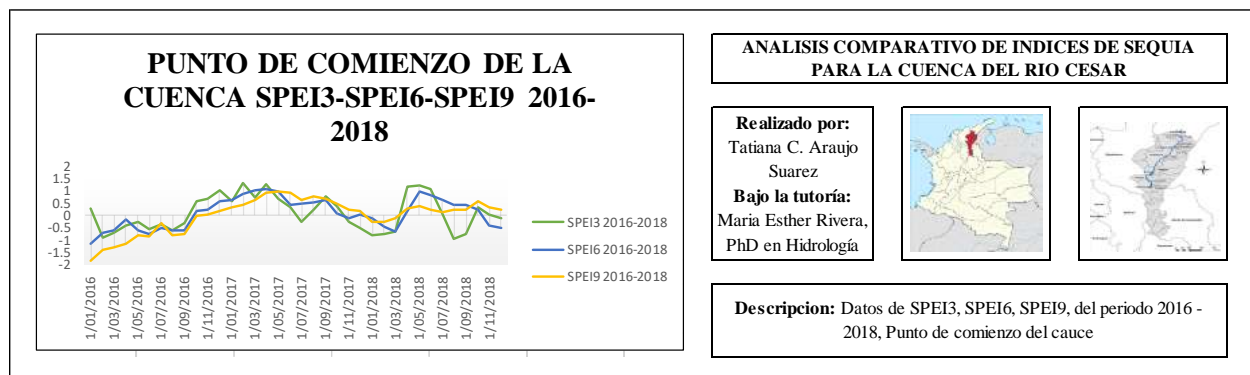 PUNTO DE COMIENZO DE LA
CUENCA SPEI3-SPEI6-SPEI9 2016-
2018
2
1.5
1
0.5
0
-0.5
-1
-1.5
-2
1/01/2016
1/03/2016
1/05/2016
1/07/2016
1/09/2016
1/11/2016
1/01/2017
1/03/2017
1/05/2017
1/07/2017
1/09/2017
1/11/2017
1/01/2018
1/03/2018
1/05/2018
1/07/2018
1/09/2018
1/11/2018
SPEI3 2016-2018
SPEI6 2016-2018
SPEI9 2016-2018
ANALISIS COMPARATIVO DE INDICES DE SEQUIA
PARA LA CUENCA DEL RIO CESAR
Realizado por:
Tatiana C. Araujo
Suarez
Bajo la tutoría:
Maria Esther Rivera,
PhD en Hidrología
Descripcion: Datos de SPEI3, SPEI6, SPEI9, del periodo 2016 -
2018, Punto de comienzo del cauce